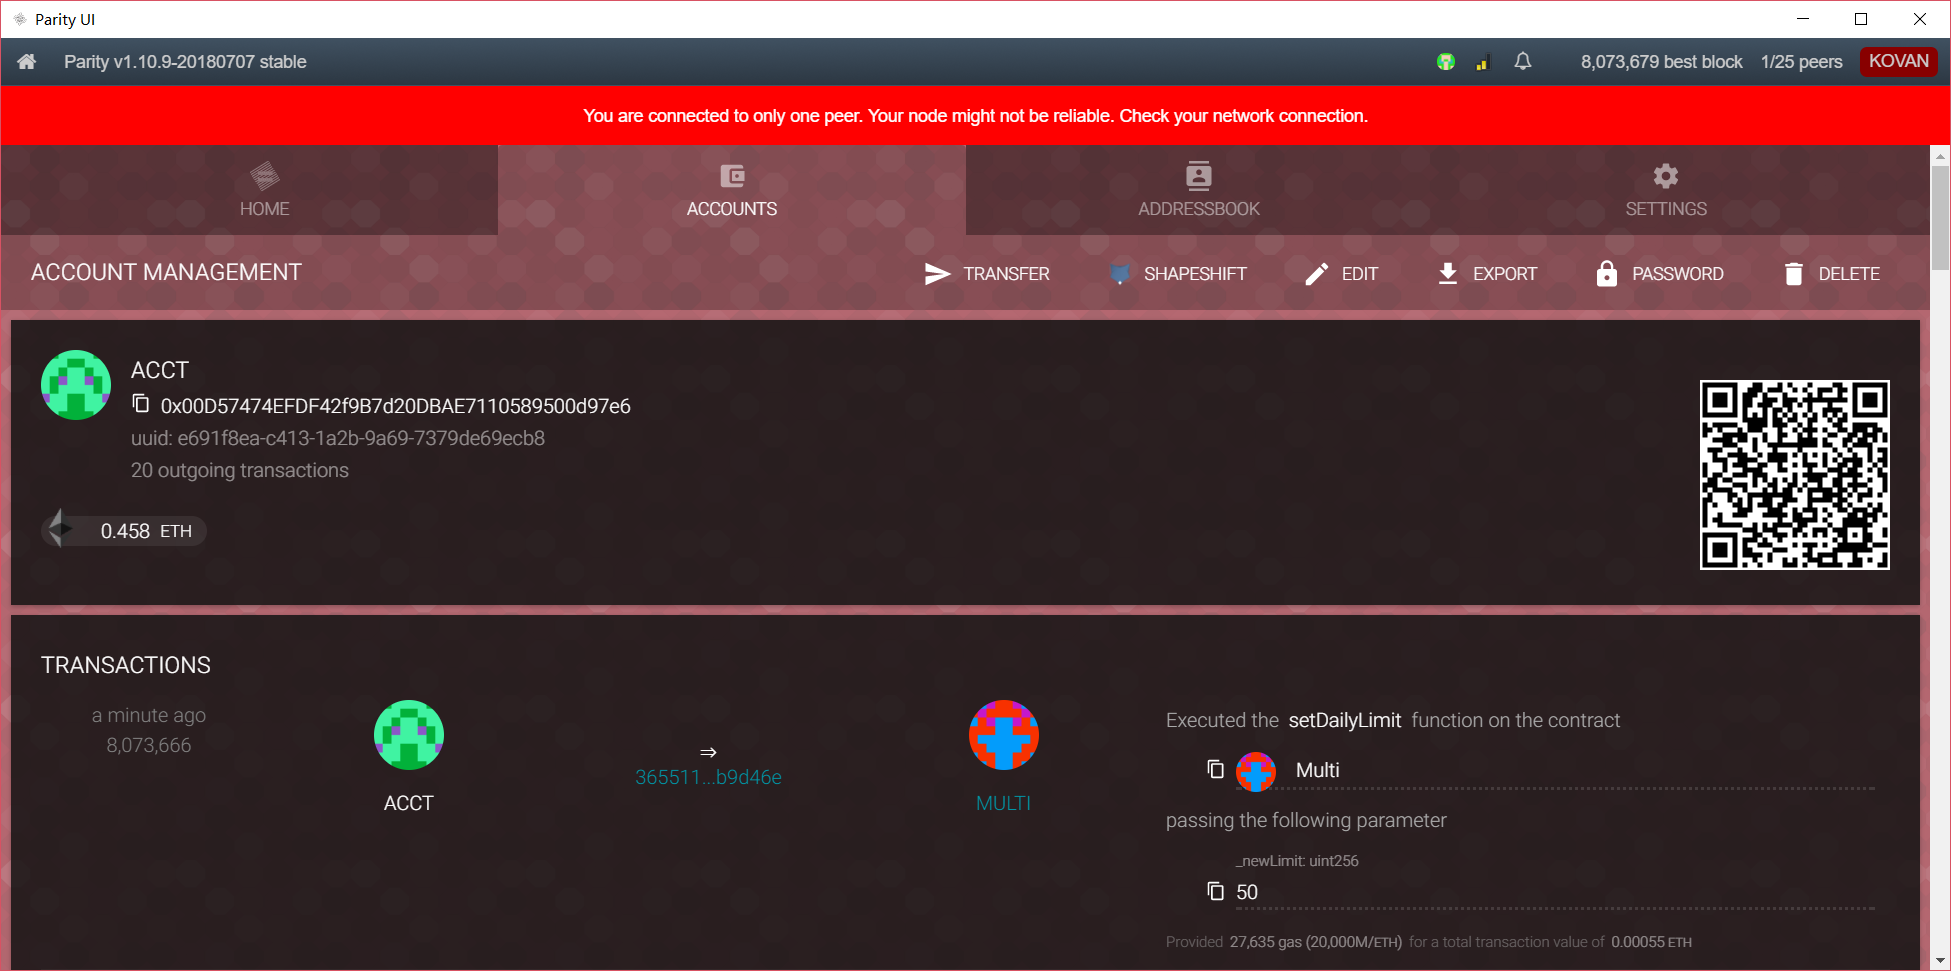 Parity UI
Parity v1.10.9-20180707 stable
8,073,679 best block 1/25 peers KOVAN
You are connected to only one peer. Your node might not be reliable. Check your network connection.
HOME
ACCOUNTS
ADDRESSBOOK
SETTINGS
ACCOUNT MANAGEMENT
TRANSFER
SHAPESHIFT
EDIT
EXPORT
PASSWORD
DELETE
ACCT
0x00D57474EFDF42f9B7d20DBAE7110589500d97e6
uuid: e691f8ea-c413-1a2b-9a69-7379de69ecb8
20 outgoing transactions
0.458 ETH
TRANSACTIONS
a minute ago
8,073,666
ACCT
⇒
365511...b9d46e
MULTI
Executed the setDailyLimit function on the contract
Multi
passing the following parameter
_newLimit: uint256
50
Provided 27,635 gas (20,000M/ETH) for a total transaction value of 0.00055 ETH